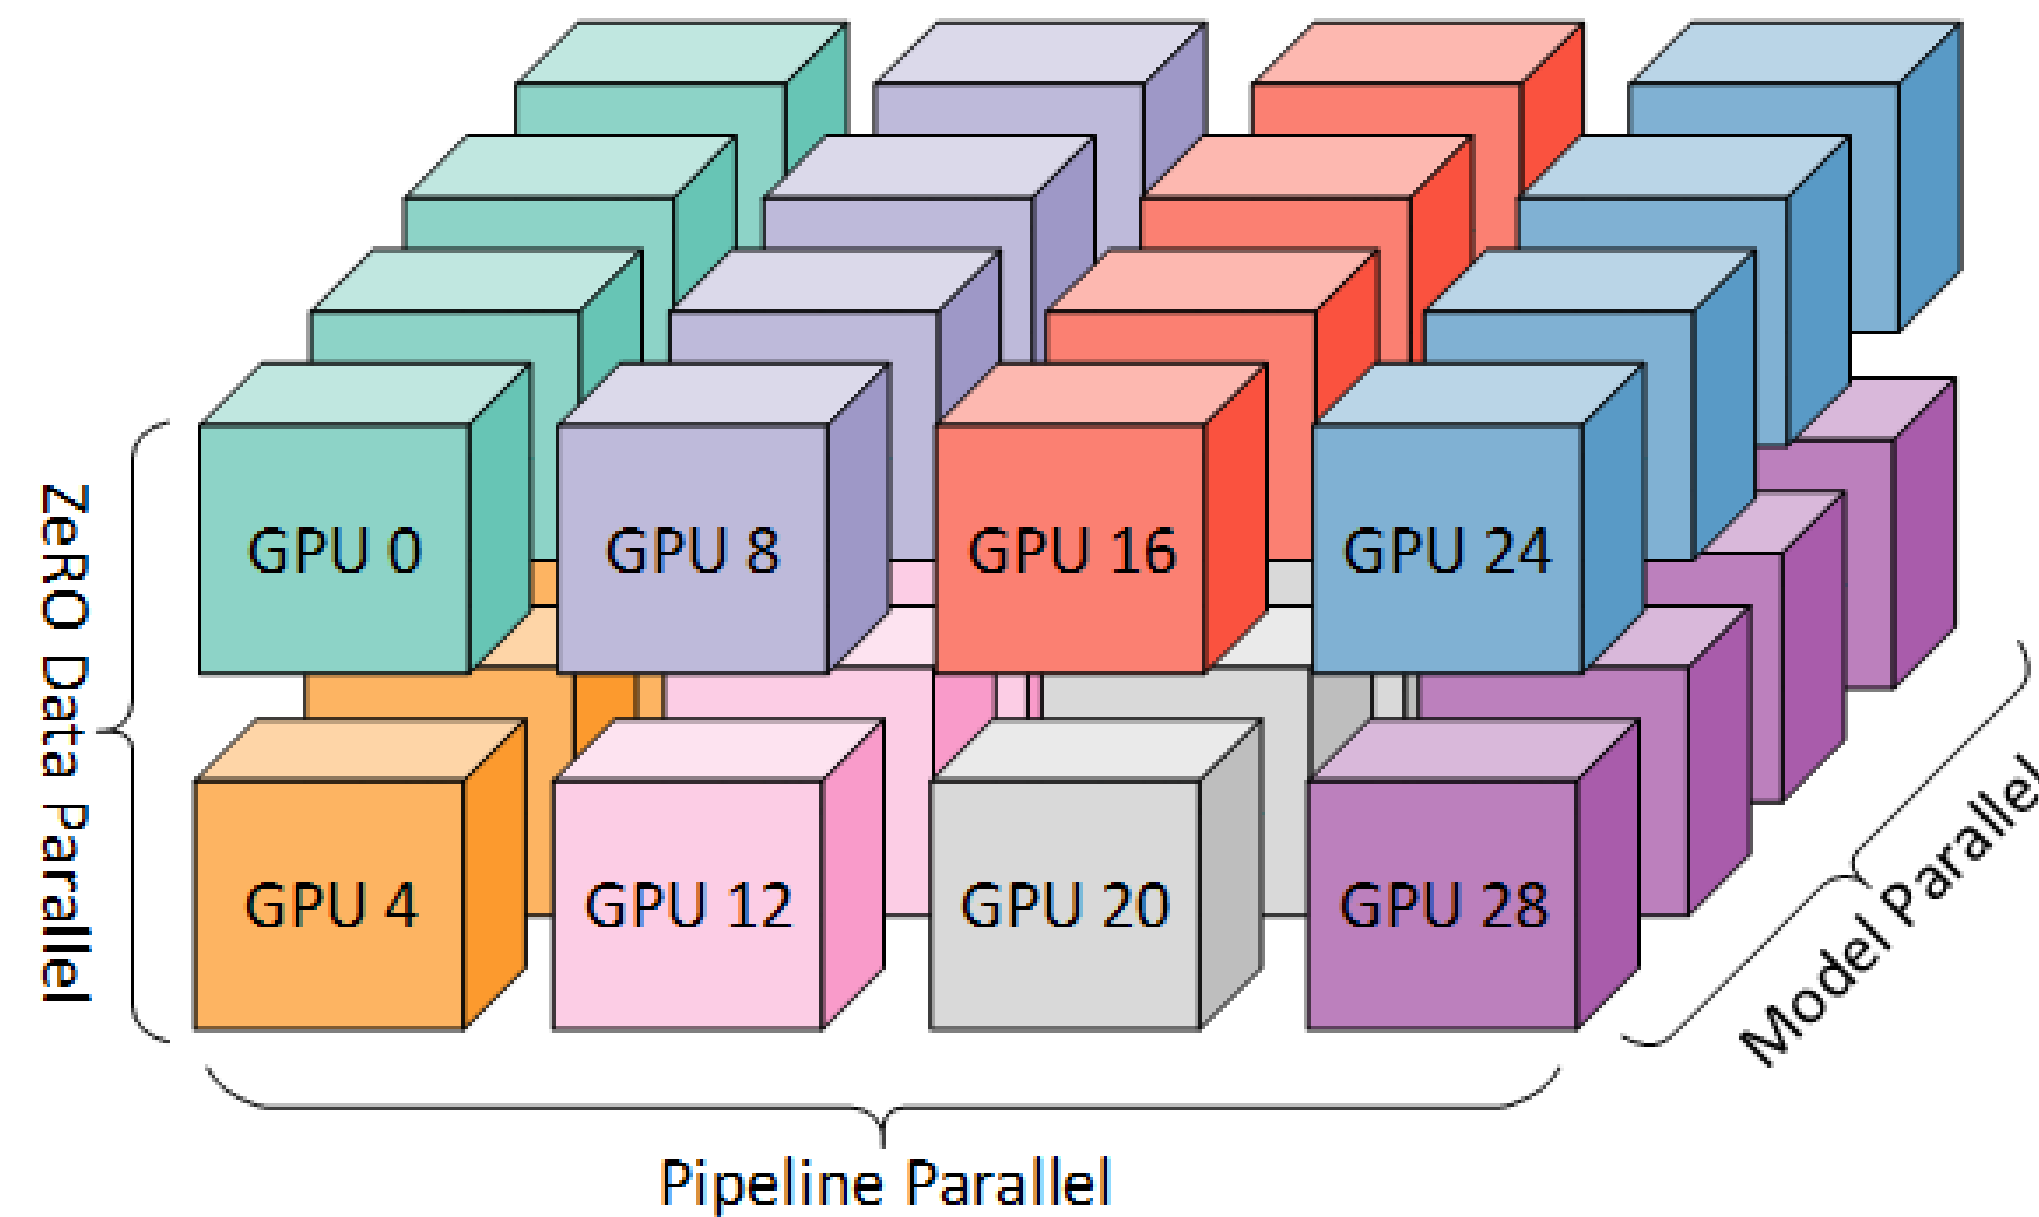 GPU 0
GPU 8
GPU 16
GPU 24
GPU 4
GPU 12
GPU 20
GPU 28
ZeRO Data Parallel
Model Parallel
Pipeline Parallel